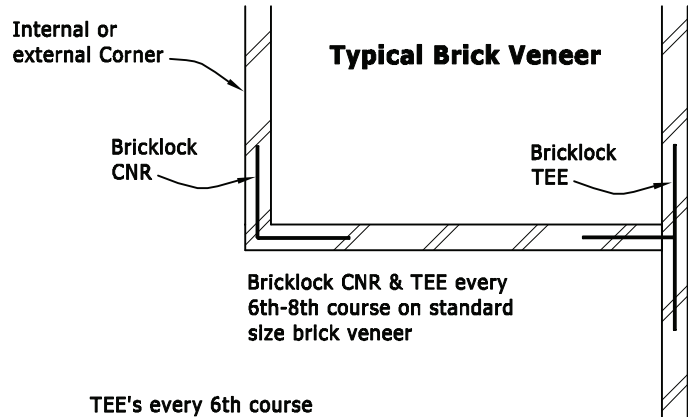 Internal or
external Corner
Typical Brick Veneer
Bricklock
CNR
Bricklock
TEE
Bricklock CNR & TEE every
6th-8th course on standard
size brick veneer
TEE's every 6th course